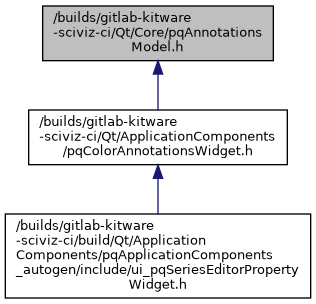 /builds/gitlab-kitware
-sciviz-ci/Qt/Core/pqAnnotations
Model.h
/builds/gitlab-kitware
-sciviz-ci/Qt/ApplicationComponents
/pqColorAnnotationsWidget.h
/builds/gitlab-kitware
-sciviz-ci/build/Qt/Application
Components/pqApplicationComponents
_autogen/include/ui_pqSeriesEditorProperty
Widget.h